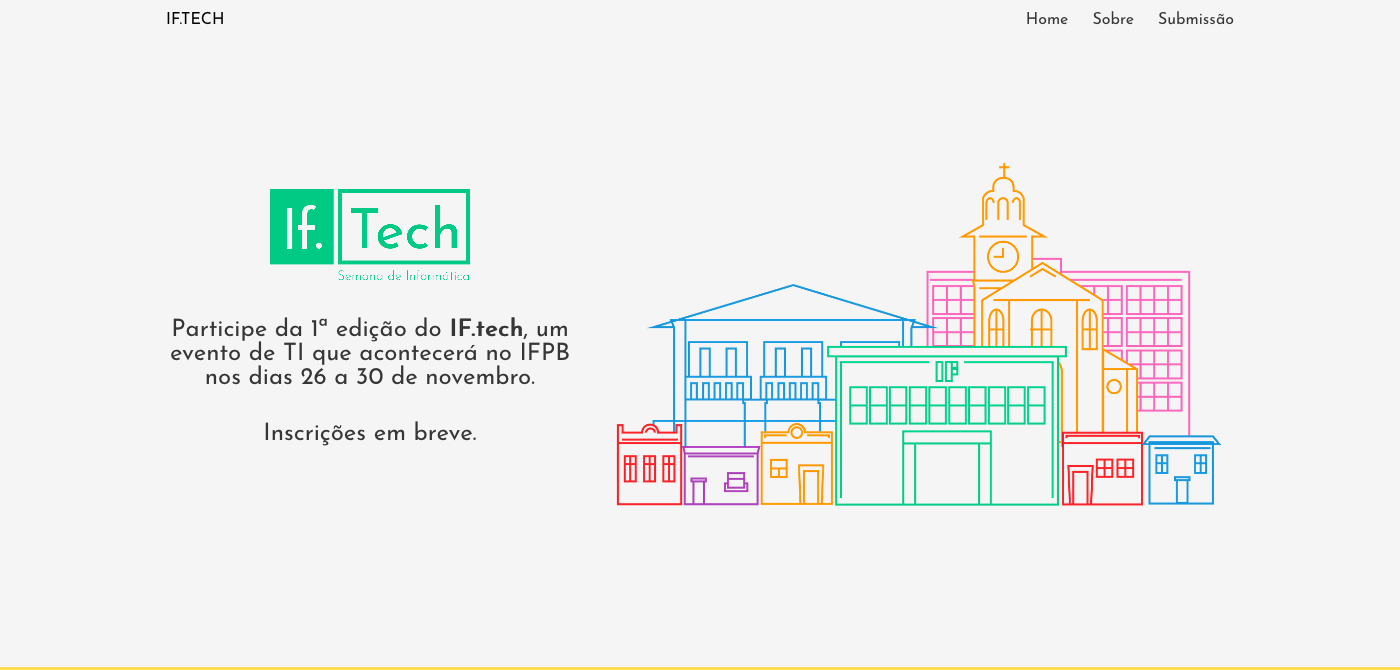 IF.TECH
Home Sobre Submissão
If. Tech
Semana de Informática
Participe da 1ª edição do IF.tech, um
evento de TI que acontecerá no IFPB
nos dias 26 a 30 de novembro.
Inscrições em breve.